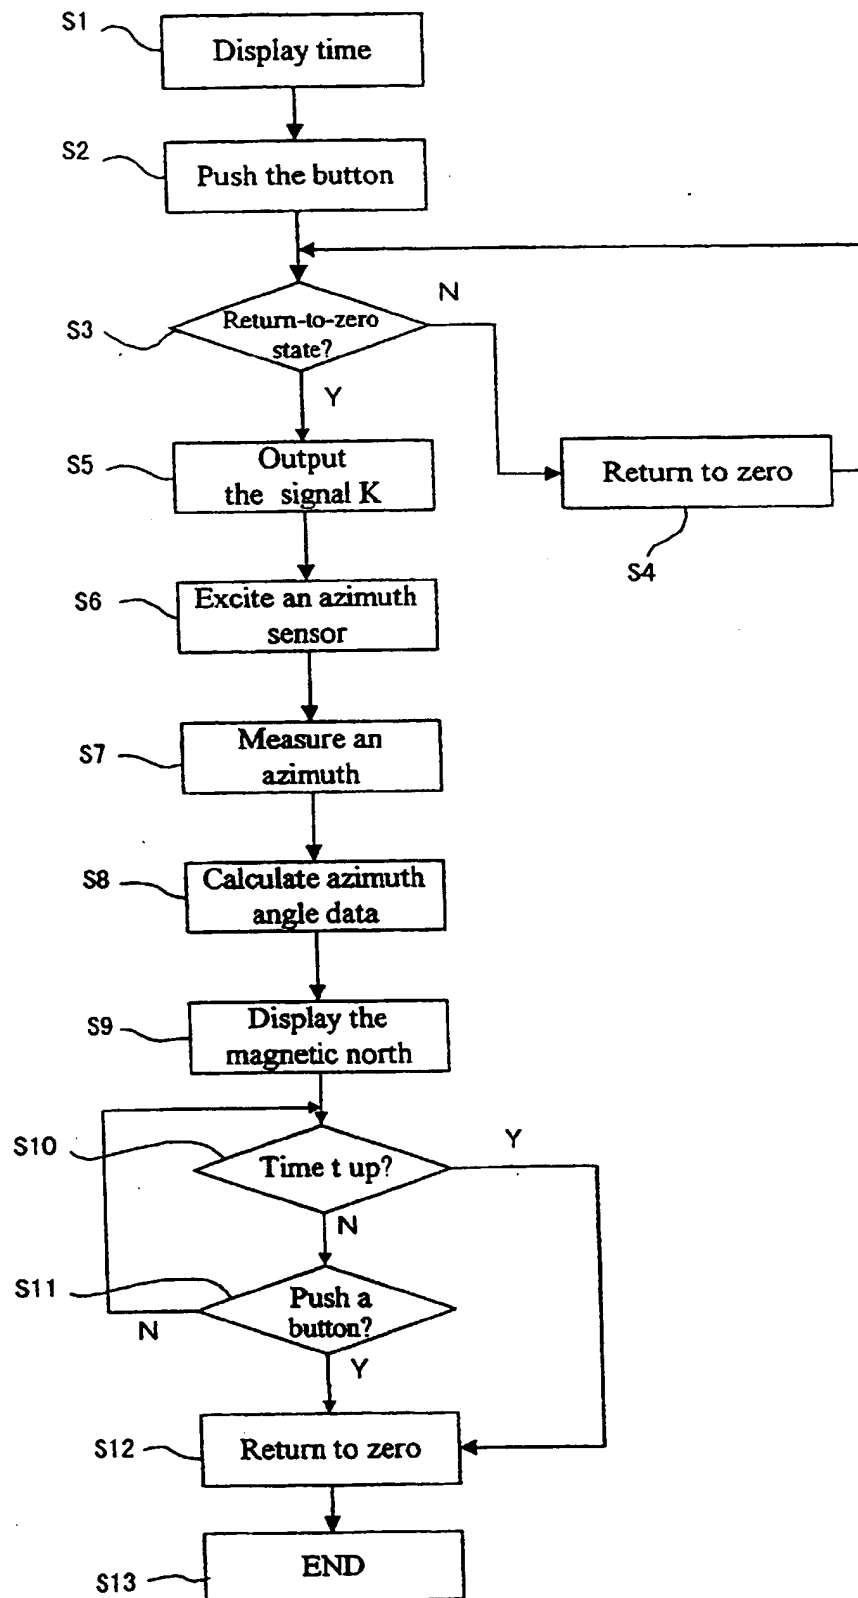 S1
Display time
S2
Push the button
S3
Return-to-zero
state?
N
Y
S5
Output
the signal K
Return to zero
S4
S6
Excite an azimuth
sensor
S7
Measure an
azimuth
S8
Calculate azimuth
angle data
S9
Display the
magnetic north
S10
Time t up?
Y
N
S11
Push a
button?
N
Y
S12
Return to zero
S13
END